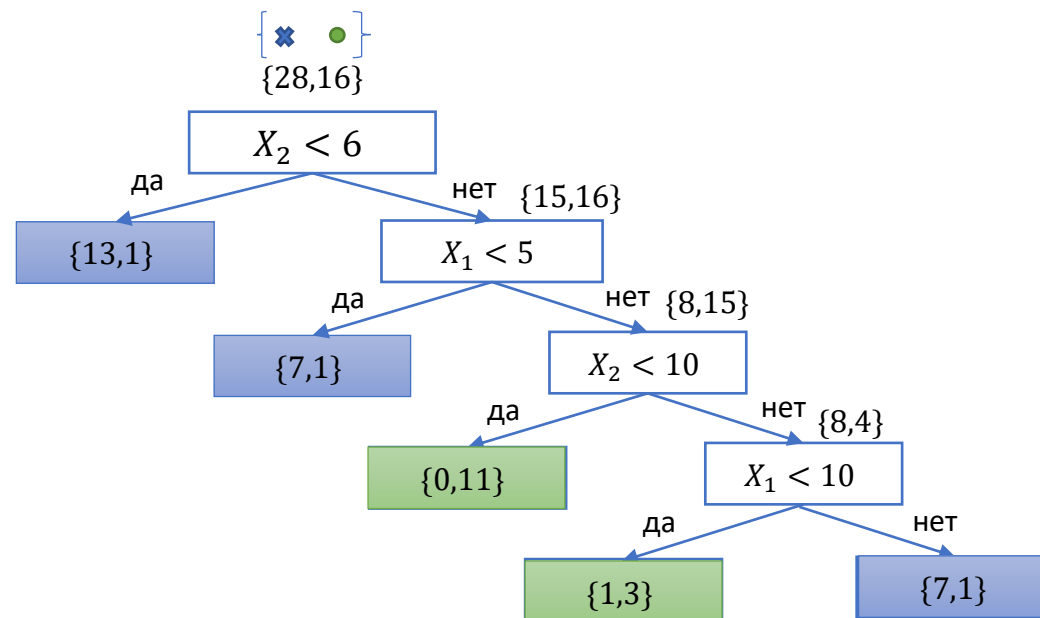 {28,16}
X₂ < 6
да
нет
{15,16}
{13,1}
X₁ < 5
да
нет
{8,15}
{7,1}
X₂ < 10
да
нет
{8,4}
{0,11}
X₁ < 10
да
нет
{1,3}
{7,1}